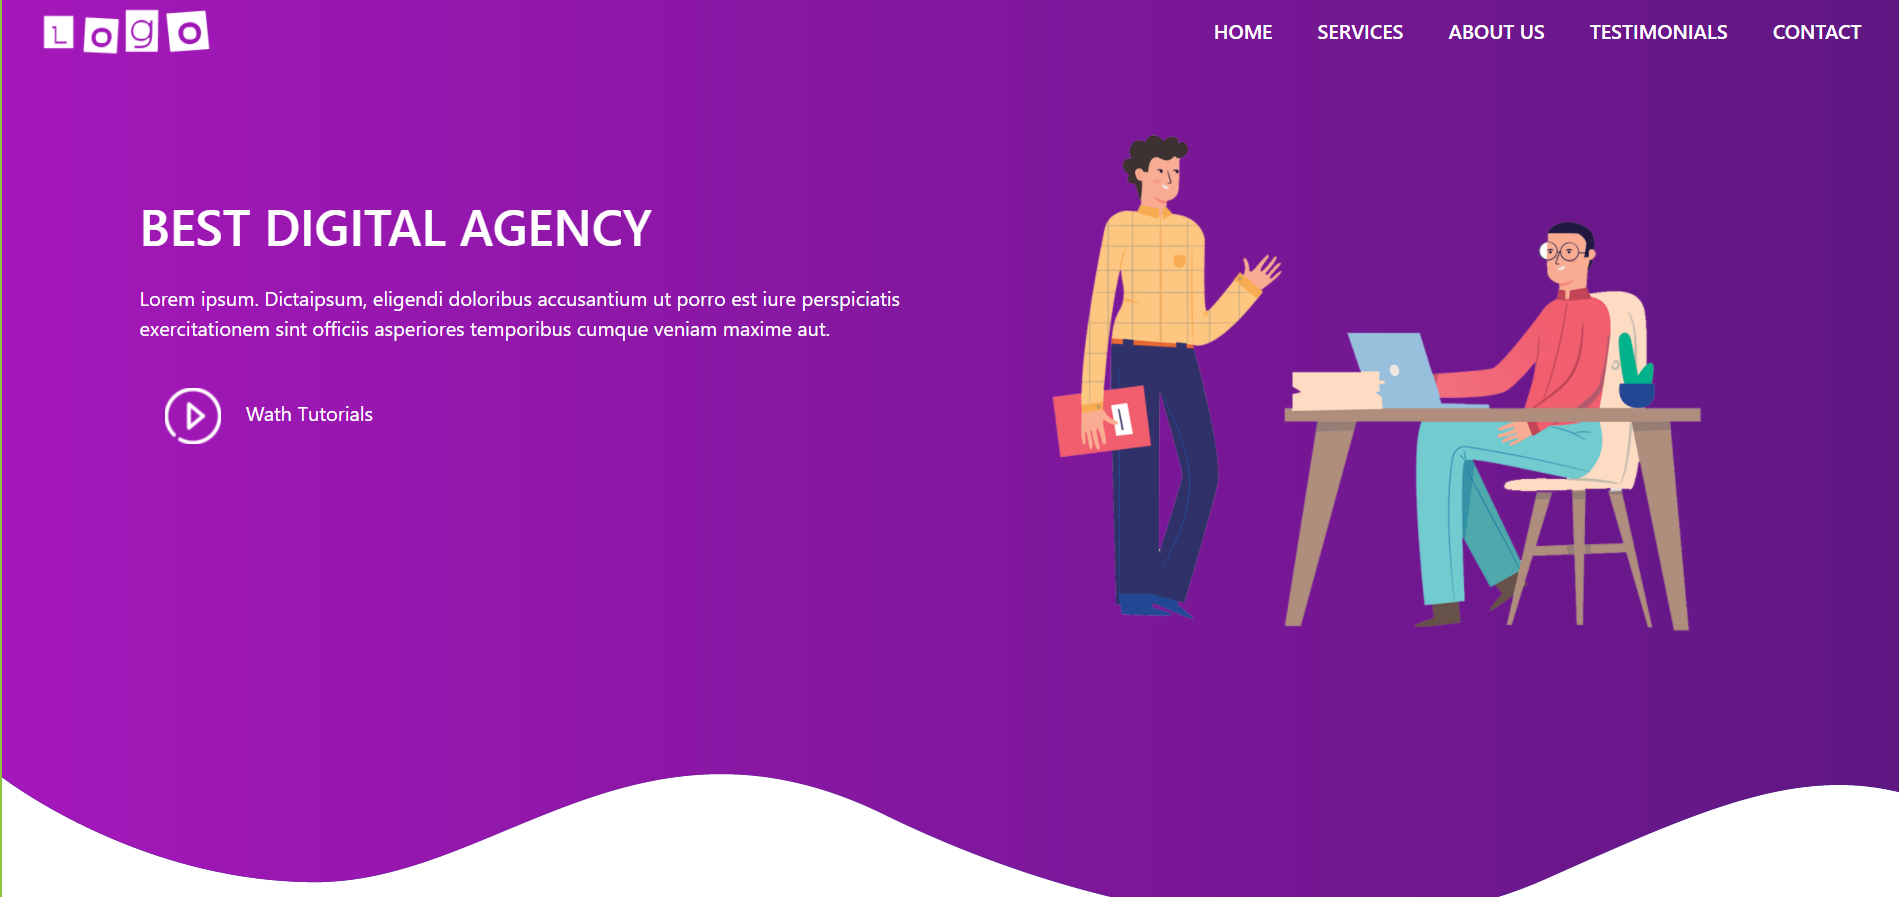 LOgO
HOME SERVICES ABOUT US TESTIMONIALS CONTACT
BEST DIGITAL AGENCY
Lorem ipsum. Dictaipsum, eligendi doloribus accusantium ut porro est iure perspiciatis
exercitationem sint officiis asperiores temporibus cumque veniam maxime aut.
Wath Tutorials